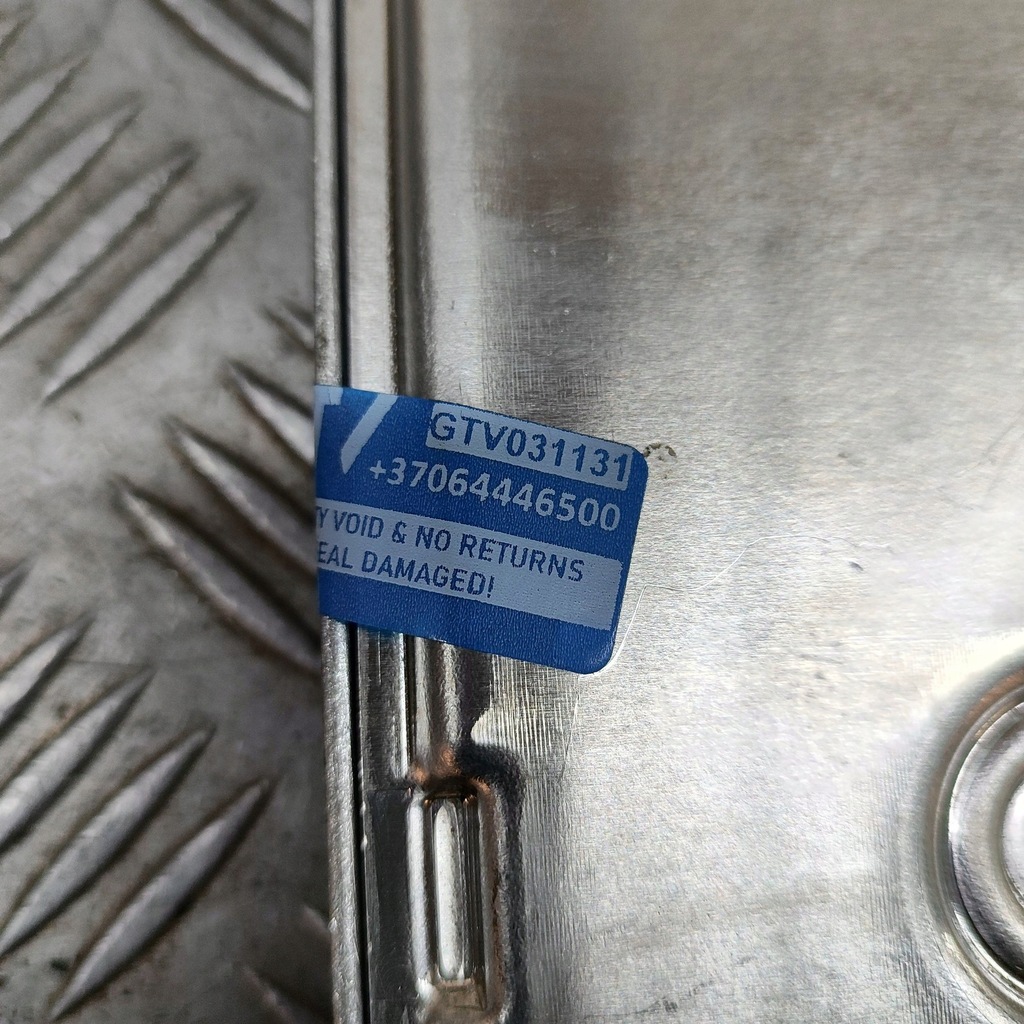 GTV031131
+37064446500
Y VOID & NO RETURNS
EAL DAMAGED!